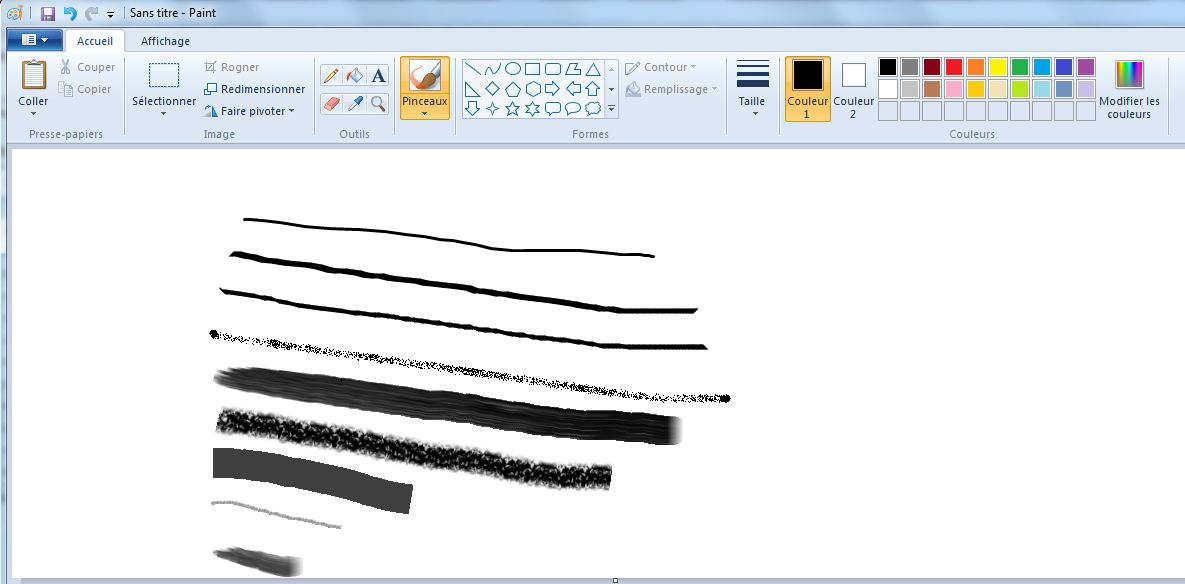 Sans titre - Paint
Accueil
Affichage
Coller
Couper
Copier
Presse-papiers
Sélectionner
Rogner
Redimensionner
Faire pivoter
Image
A
Outils
Pinceaux
Contour
Remplissage
Formes
Taille
Couleur
1
Couleur
2
Modifier les
couleurs
Couleurs